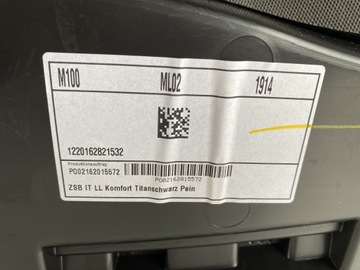 M100 ML02 1914
1220162821532
Produktionsauftrag
P002162015572
P002162015572
ZSB IT LL Komfort Titanschwarz Pein